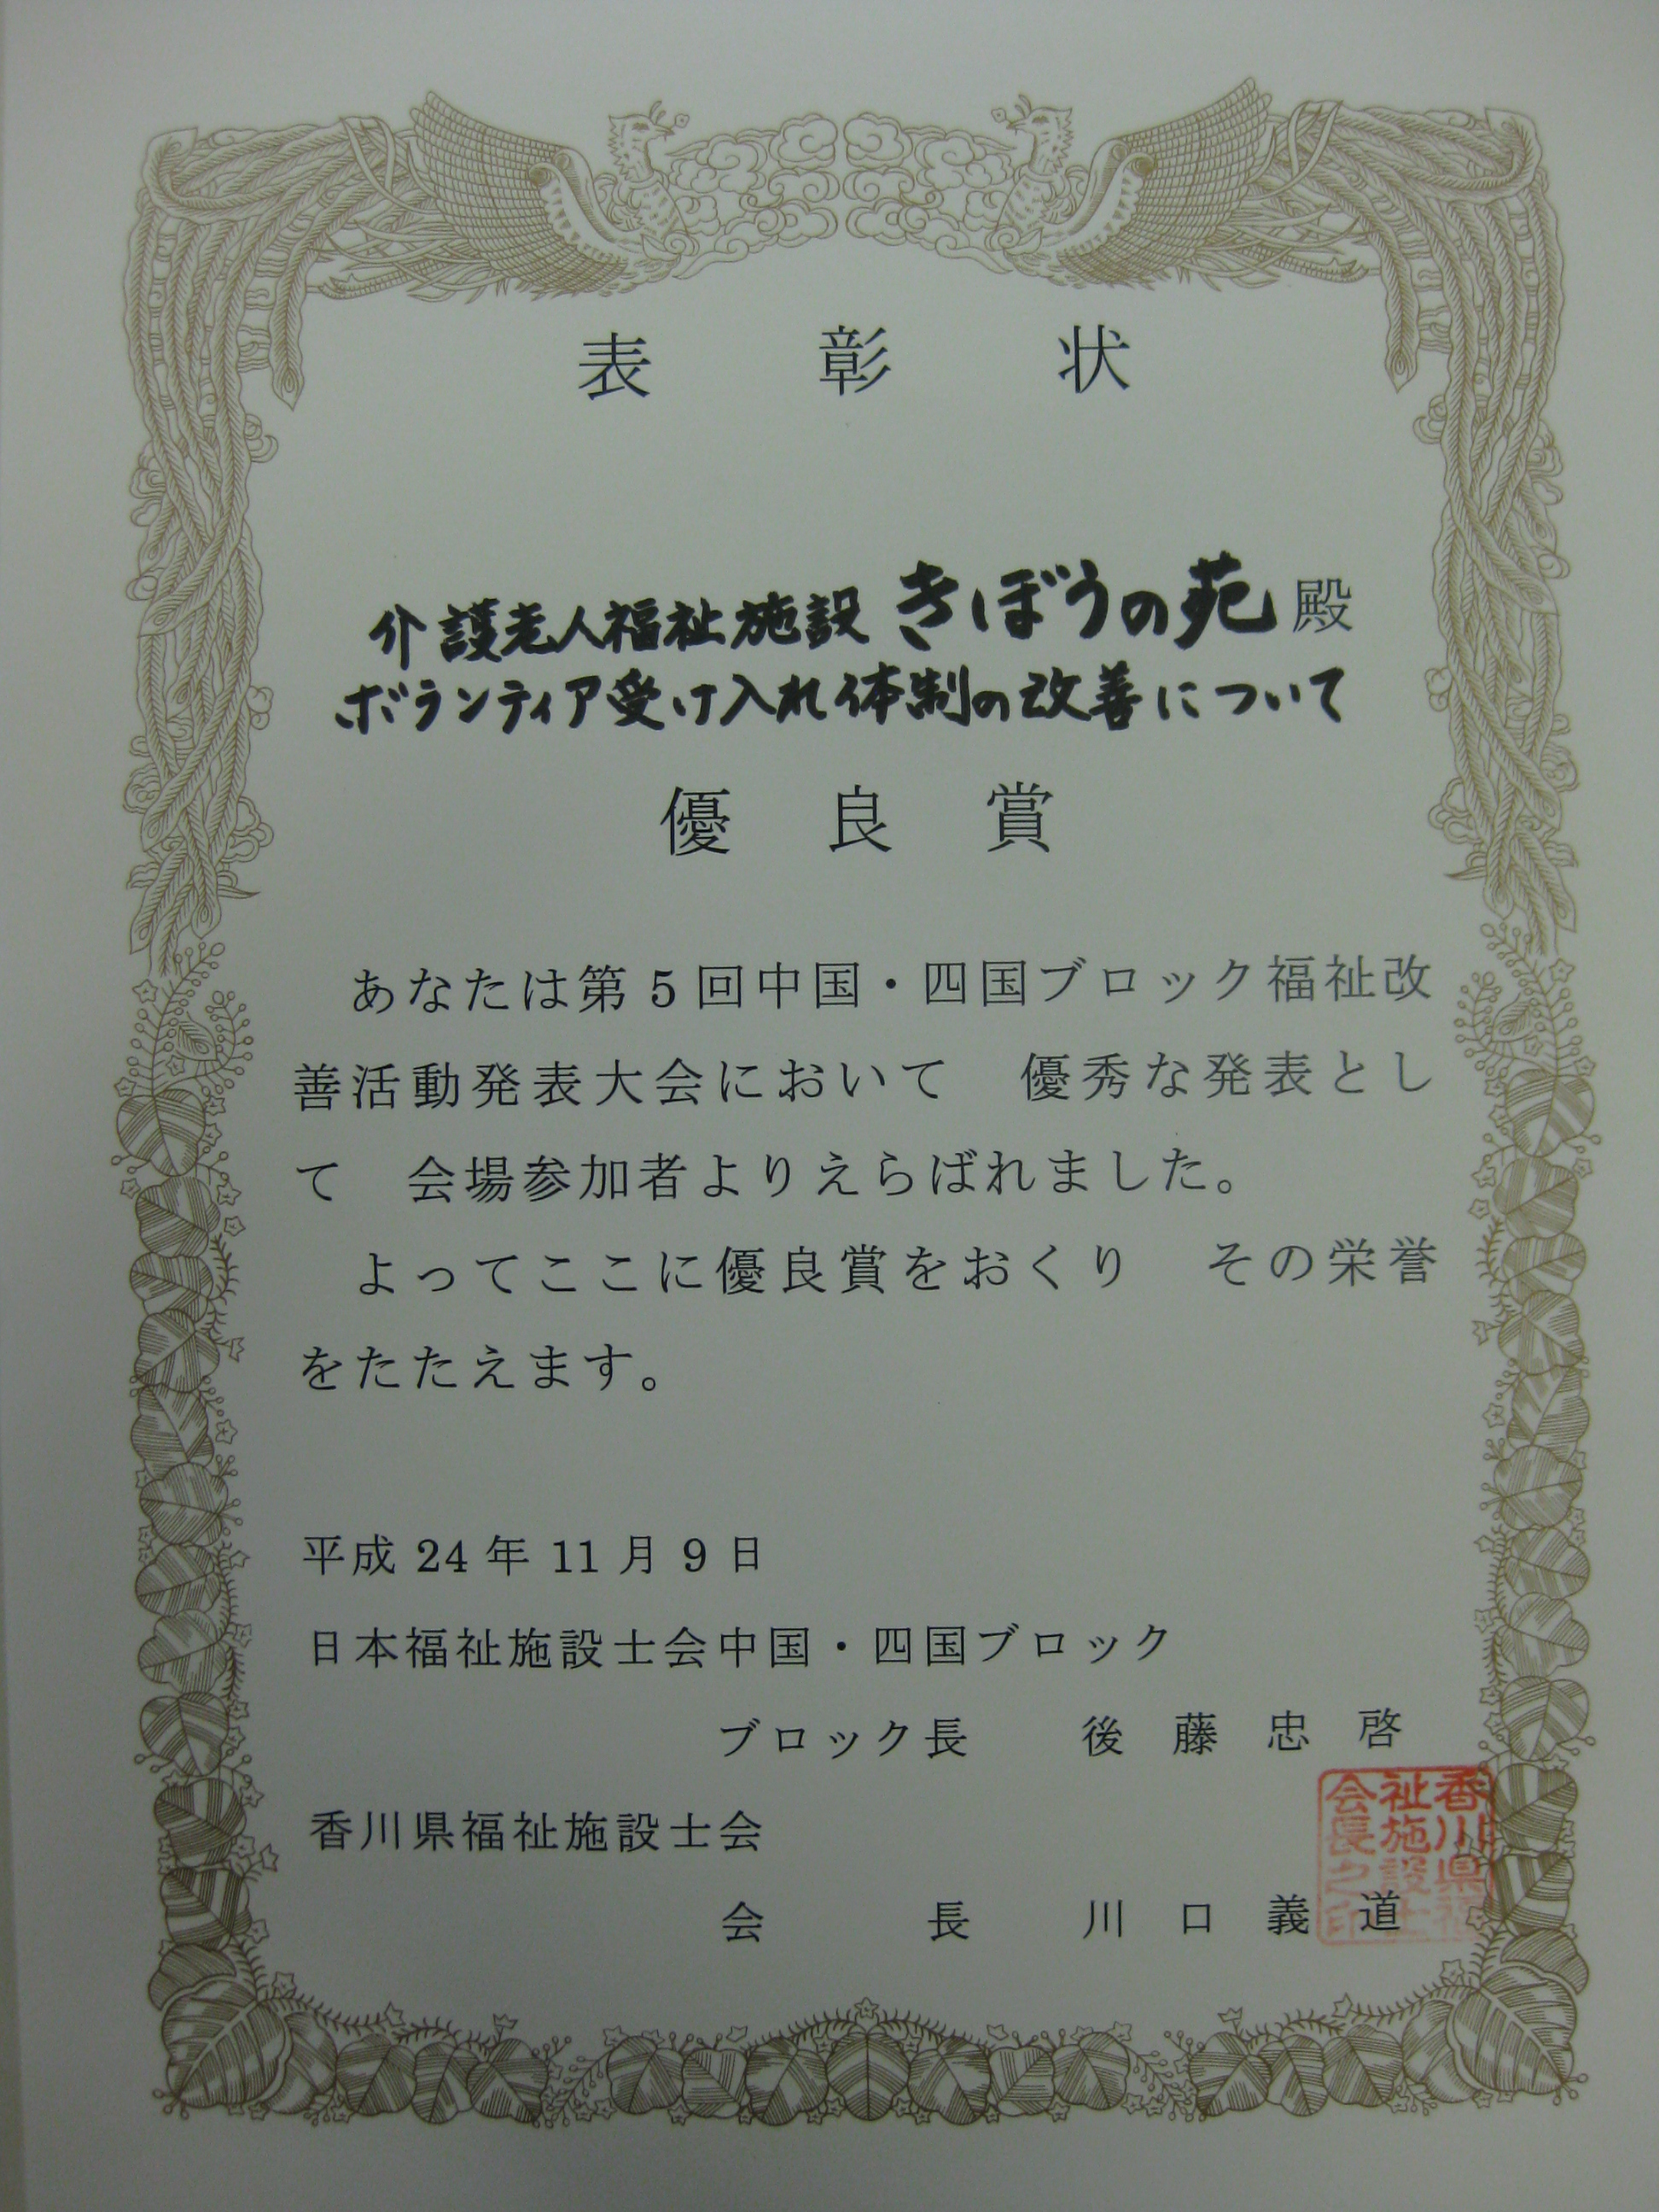 表彰状
介護老人福祉施設 きぼうの苑 殿
ボランティア受け入れ体制の改善について
優良賞
あなたは第5回中国・四国ブロック福祉改
善活動発表大会において 優秀な発表とし
て 会場参加者よりえらばれました。
よってここに優良賞をおくり その栄誉
をたたえます。
平成24年11月9日
日本福祉施設士会中国・四国ブロック
ブロック長 後藤忠啓
香川県福祉施設士会
会長 川口義道
香川県福
祉施設士
会長之印